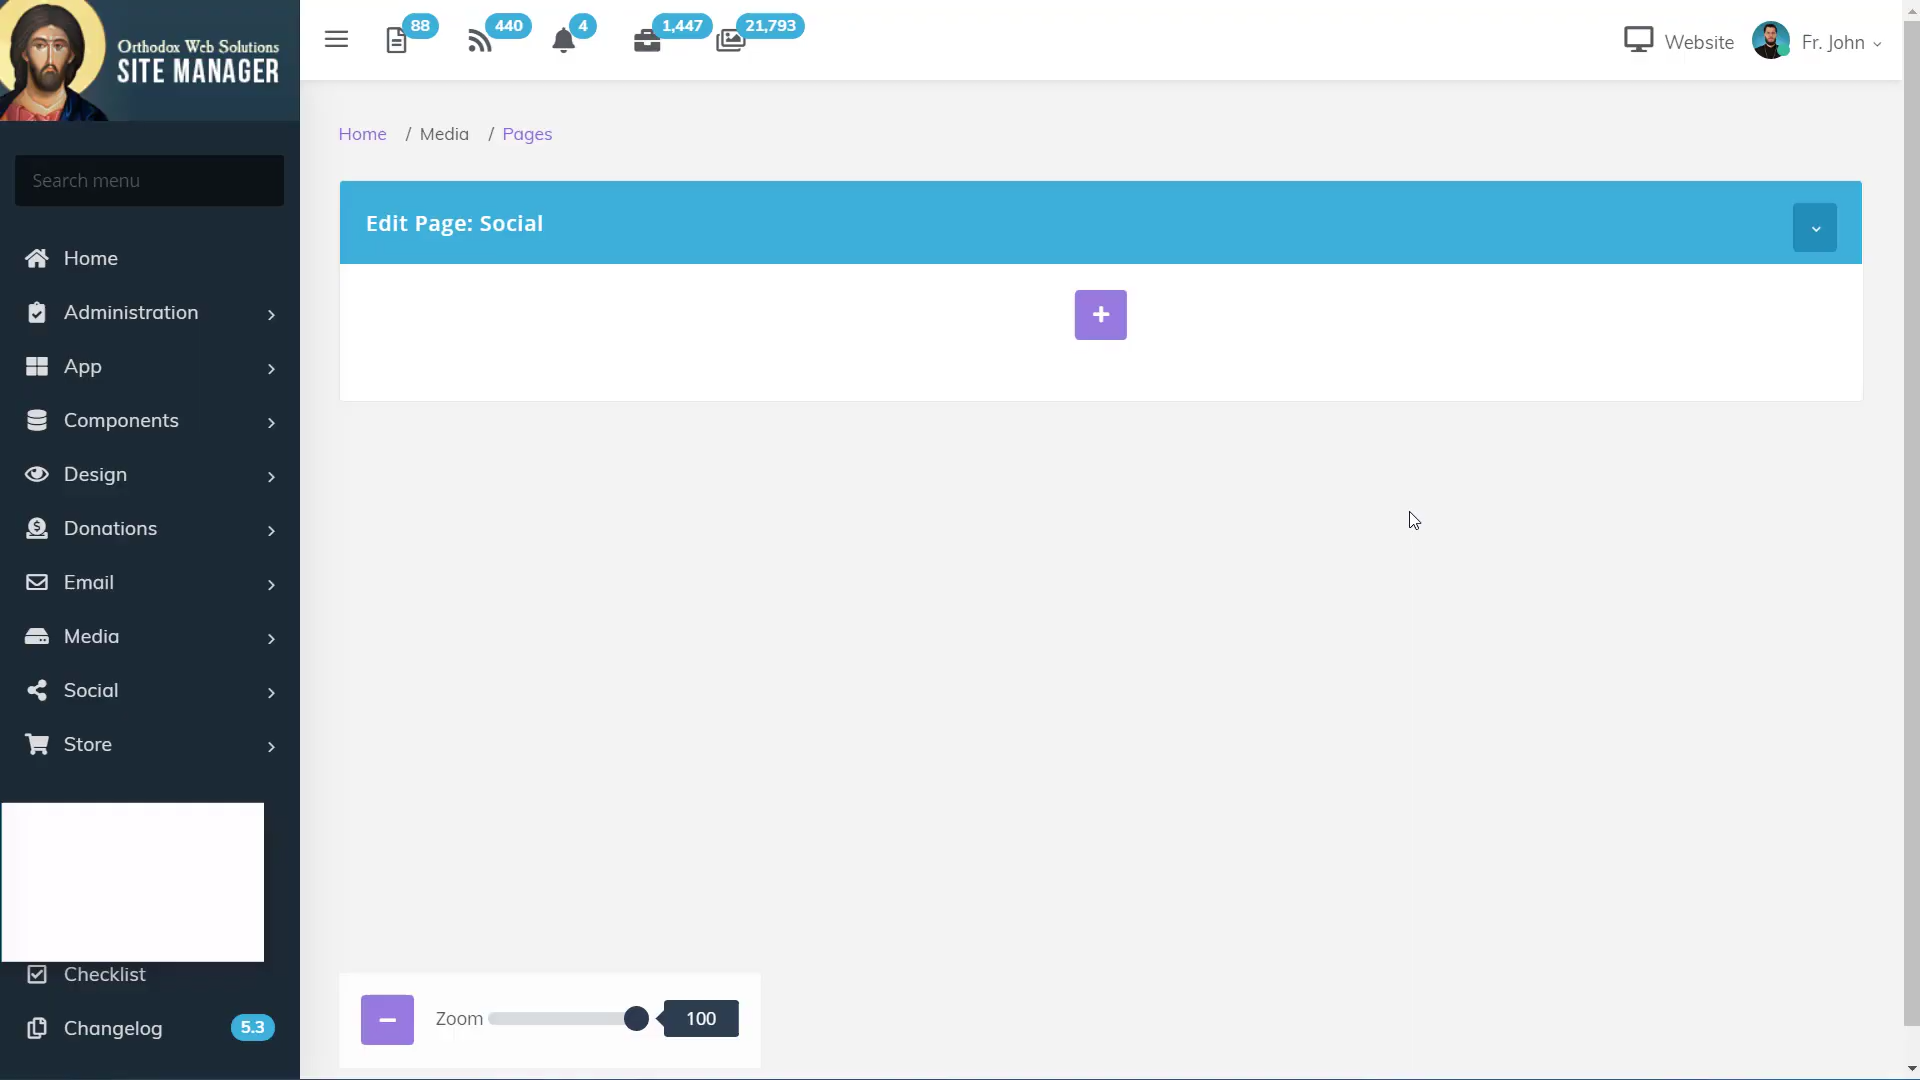 Orthodox Web Solutions
SITE MANAGER
88
440
4
1,447
21,793
Website
Fr. John
Search menu
Home
Administration
App
Components
Design
Donations
Email
Media
Social
Store
Checklist
Changelog
5.3
Home / Media / Pages
Edit Page: Social
Zoom
100